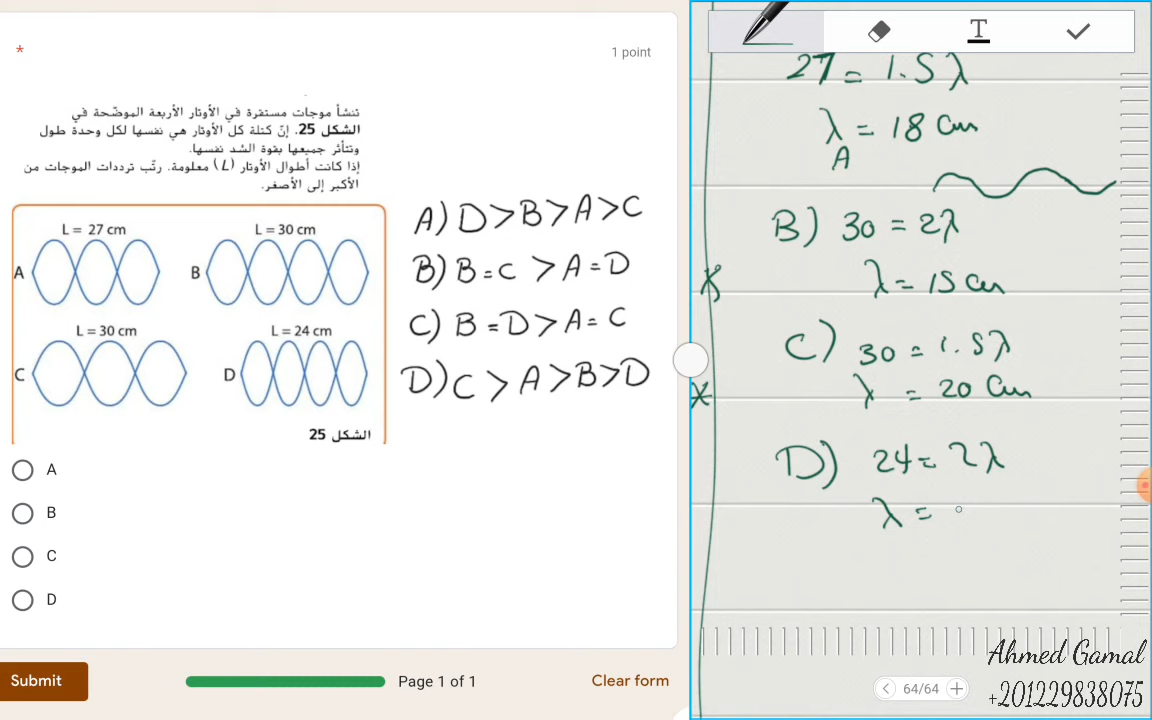 *
1 point
تنشأ موجات مستقرة في الأوتار الأربعة الموضّحة في
الشكل 25. إنّ كتلة كل الأوتار هي نفسها لكل وحدة طول
وتتأثر جميعها بقوة الشد نفسها.
إذا كانت أطوال الأوتار (L) معلومة. رتّب ترددات الموجات من
الأكبر إلى الأصغر.
L = 27 cm
A
L = 30 cm
B
L = 30 cm
C
L = 24 cm
D
الشكل 25
A) D > B > A > C
B) B = C > A = D
C) B = D > A = C
D) C > A > B > D
A
B
C
D
Submit
Page 1 of 1
Clear form
T
27 = 1.5 λ
λ = 18 cm
A
B) 30 = 2λ
λ = 15 cm
C) 30 = 1.5λ
λ = 20 cm
D) 24 = 2λ
λ =
64/64
Ahmed Gamal
+201229838075